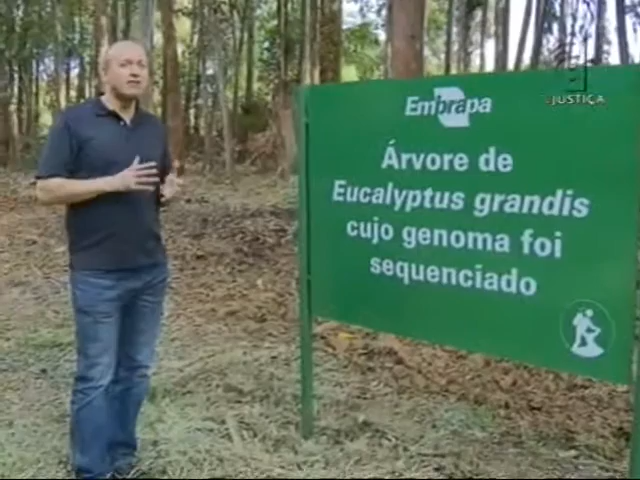 JUSTIÇA
Embrapa
Árvore de
Eucalyptus grandis
cujo genoma foi
sequenciado